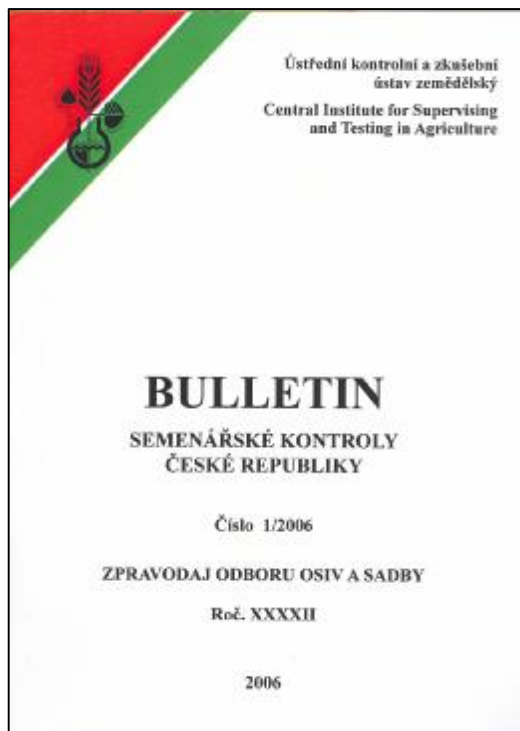 Ústřední kontrolní a zkušební
ústav zemědělský
Central Institute for Supervising
and Testing in Agriculture
BULLETIN
SEMENÁŘSKÉ KONTROLY
ČESKÉ REPUBLIKY
Číslo 1/2006
ZPRAVODAJ ODBORU OSIV A SADBY
Roč. XXXXII
2006